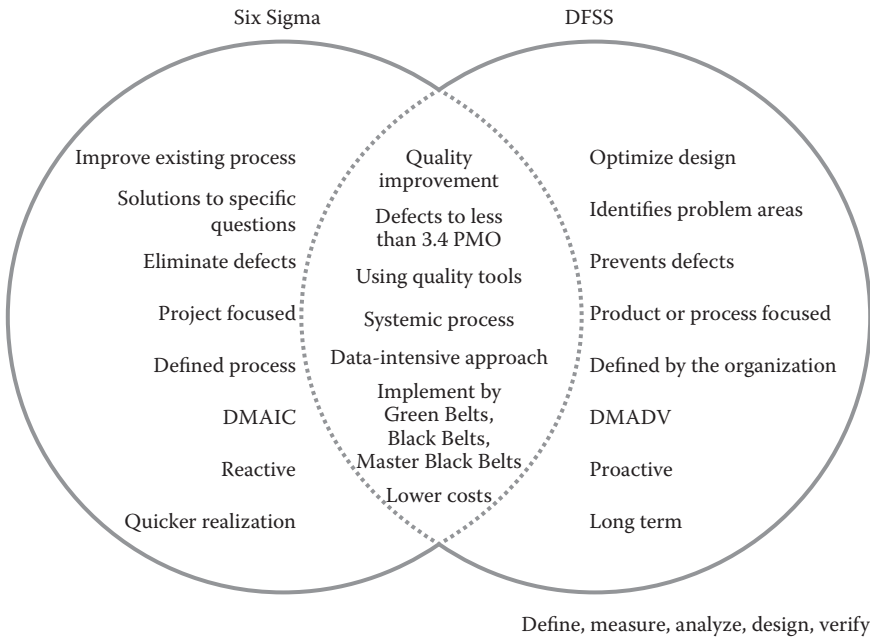 Six Sigma
DFSS
Improve existing process
Solutions to specific
questions
Eliminate defects
Project focused
Defined process
DMAIC
Reactive
Quicker realization
Quality
improvement
Defects to less
than 3.4 PMO
Using quality tools
Systemic process
Data-intensive approach
Implement by
Green Belts,
Black Belts,
Master Black Belts
Lower costs
Optimize design
Identifies problem areas
Prevents defects
Product or process focused
Defined by the organization
DMADV
Proactive
Long term
Define, measure, analyze, design, verify